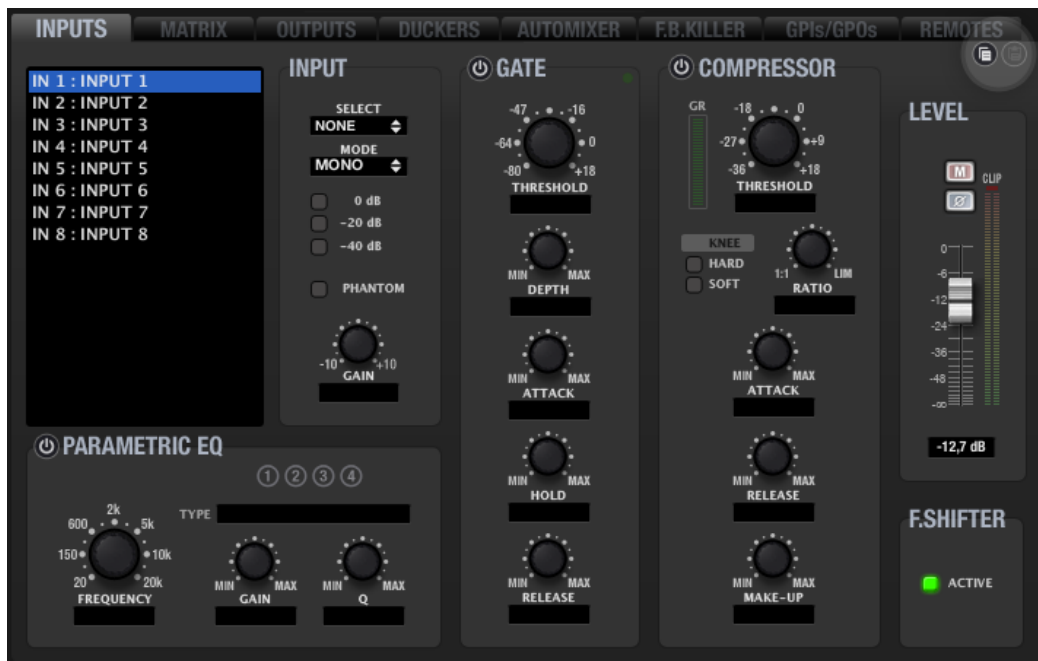 INPUTS MATRIX OUTPUTS DUCKERS AUTOMIXER F.B.KILLER GPIs/GPOs REMOTES
IN 1 : INPUT 1
IN 2 : INPUT 2
IN 3 : INPUT 3
IN 4 : INPUT 4
IN 5 : INPUT 5
IN 6 : INPUT 6
IN 7 : INPUT 7
IN 8 : INPUT 8
INPUT
SELECT
NONE
MODE
MONO
0 dB
-20 dB
-40 dB
PHANTOM
-10 +10
GAIN
GATE
-47 -16
-64 0
-80 +18
THRESHOLD
MIN MAX
DEPTH
MIN MAX
ATTACK
MIN MAX
HOLD
MIN MAX
RELEASE
COMPRESSOR
GR
-18 0
-27 +9
-36 +18
THRESHOLD
KNEE
HARD
SOFT
1:1 LIM
RATIO
MIN MAX
ATTACK
MIN MAX
RELEASE
MIN MAX
MAKE-UP
LEVEL
M
CLIP
Ø
0
-6
-12
-24
-36
-48
-∞
-12,7 dB
PARAMETRIC EQ
1 2 3 4
TYPE
2k
600 5k
150 10k
20 20k
FREQUENCY
MIN MAX
GAIN
MIN MAX
Q
F.SHIFTER
ACTIVE